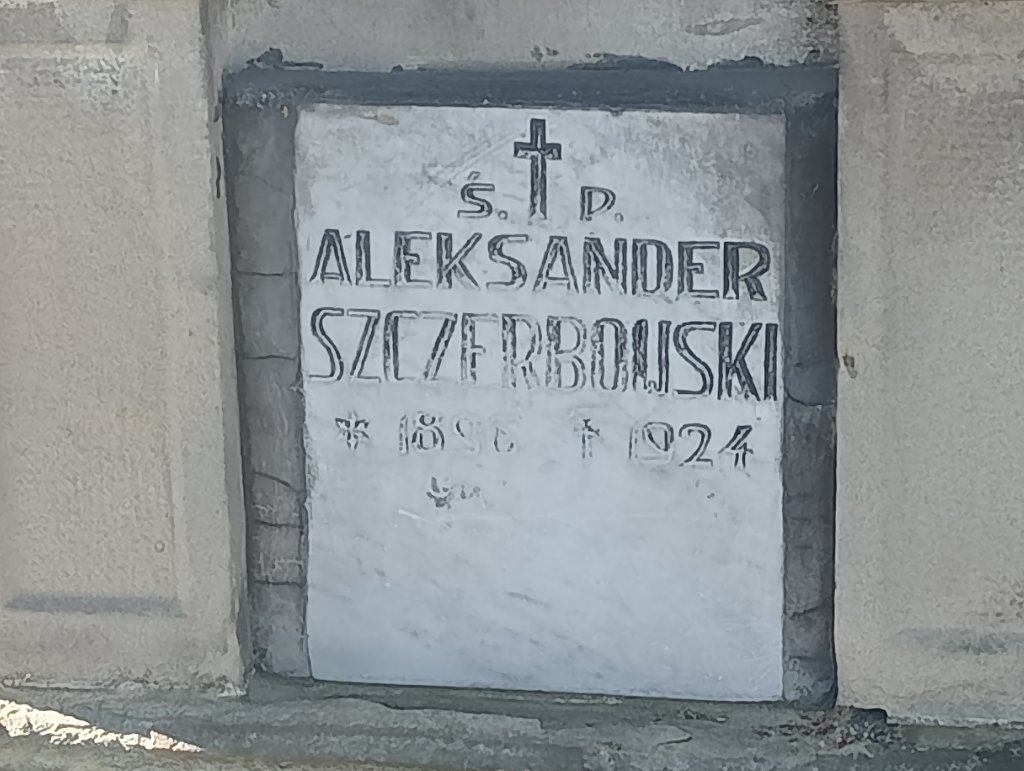 Ś. P.
ALEKSANDER
SZCZERBOWSKI
* 1896 † 1924